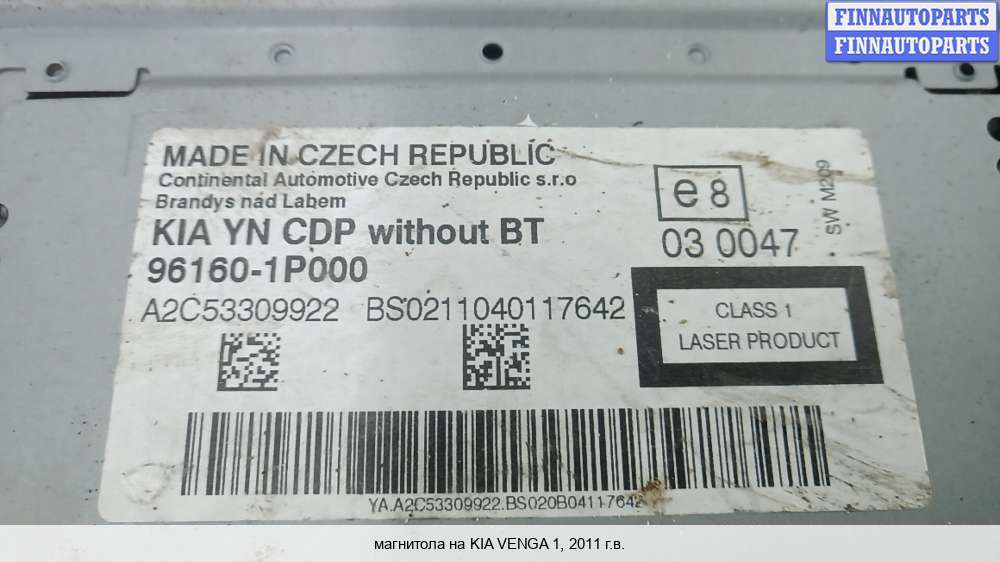 FINNAUTOPARTS
FINNAUTOPARTS
MADE IN CZECH REPUBLIC
Continental Automotive Czech Republic s.r.o
Brandys nad Labem
KIA YN CDP without BT
96160-1P000
A2C53309922 BS0211040117642
e8
03 0047
SW M209
CLASS 1
LASER PRODUCT
YA.A2C53309922.BS020B04117642
магнитола на KIA VENGA 1, 2011 г.в.